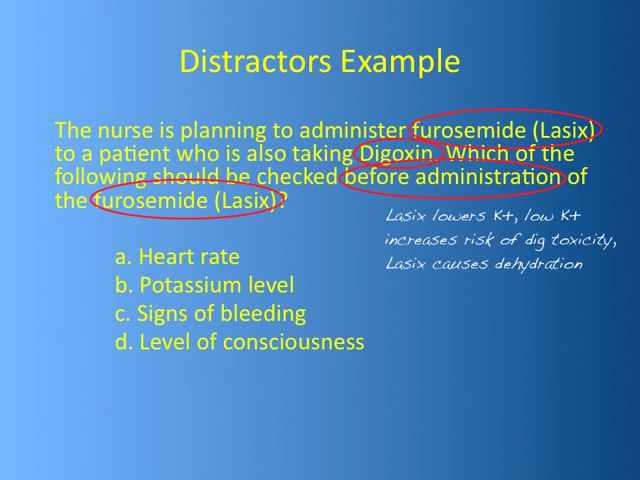 Distractors Example
The nurse is planning to administer furosemide (Lasix)
to a patient who is also taking Digoxin. Which of the
following should be checked before administration of
the furosemide (Lasix)?
Lasix lowers K+, low K+
increases risk of dig toxicity,
Lasix causes dehydration
a. Heart rate
b. Potassium level
c. Signs of bleeding
d. Level of consciousness